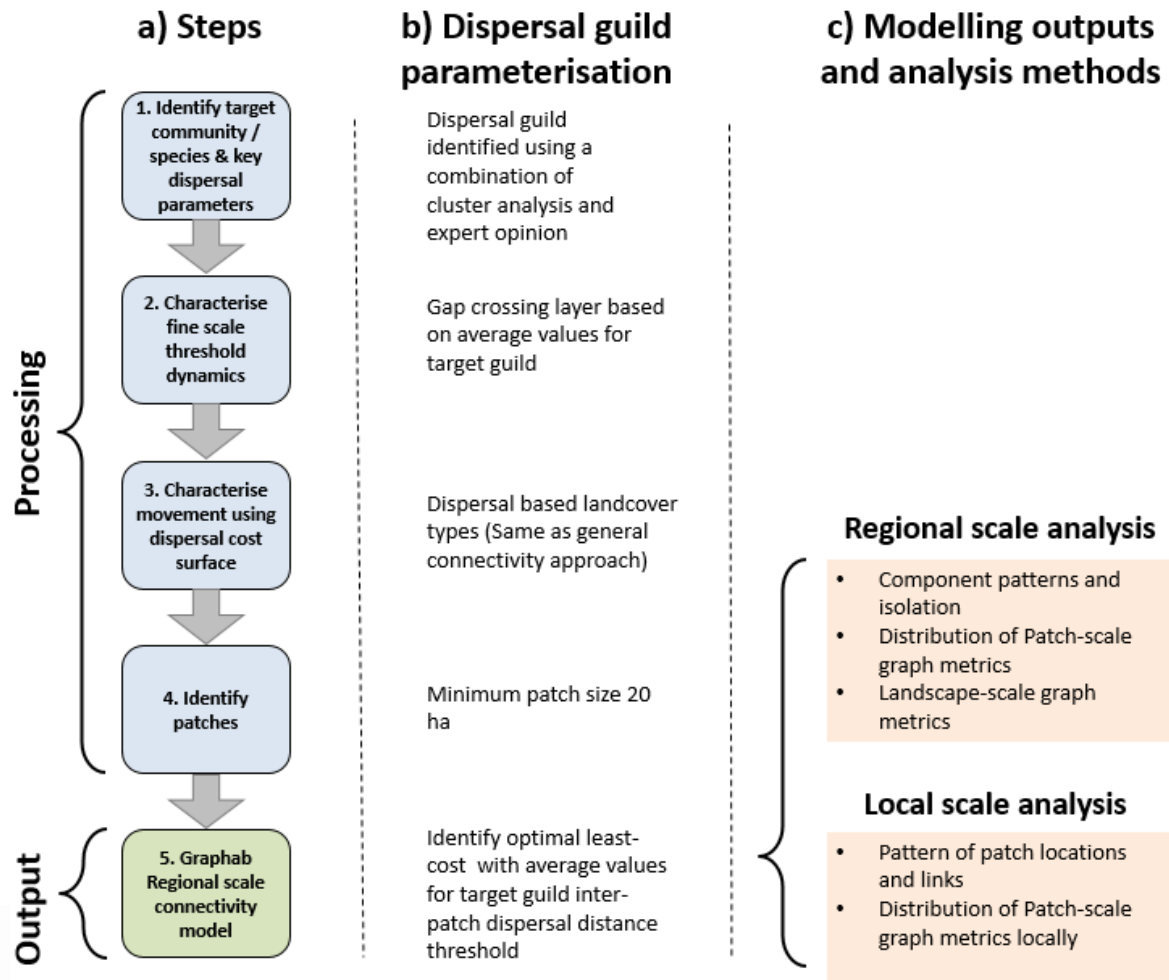 a) Steps
b) Dispersal guild
parameterisation
c) Modelling outputs
and analysis methods
Processing
1. Identify target
community /
species & key
dispersal
parameters
Dispersal guild
identified using a
combination of
cluster analysis and
expert opinion
2. Characterise
fine scale
threshold
dynamics
Gap crossing layer based
on average values for
target guild
3. Characterise
movement using
dispersal cost
surface
Dispersal based landcover
types (Same as general
connectivity approach)
4. Identify
patches
Minimum patch size 20
ha
Output
5. Graphab
Regional scale
connectivity
model
Identify optimal least-
cost with average values
for target guild inter-
patch dispersal distance
threshold
Regional scale analysis
• Component patterns and
isolation
• Distribution of Patch-scale
graph metrics
• Landscape-scale graph
metrics
Local scale analysis
• Pattern of patch locations
and links
• Distribution of Patch-scale
graph metrics locally